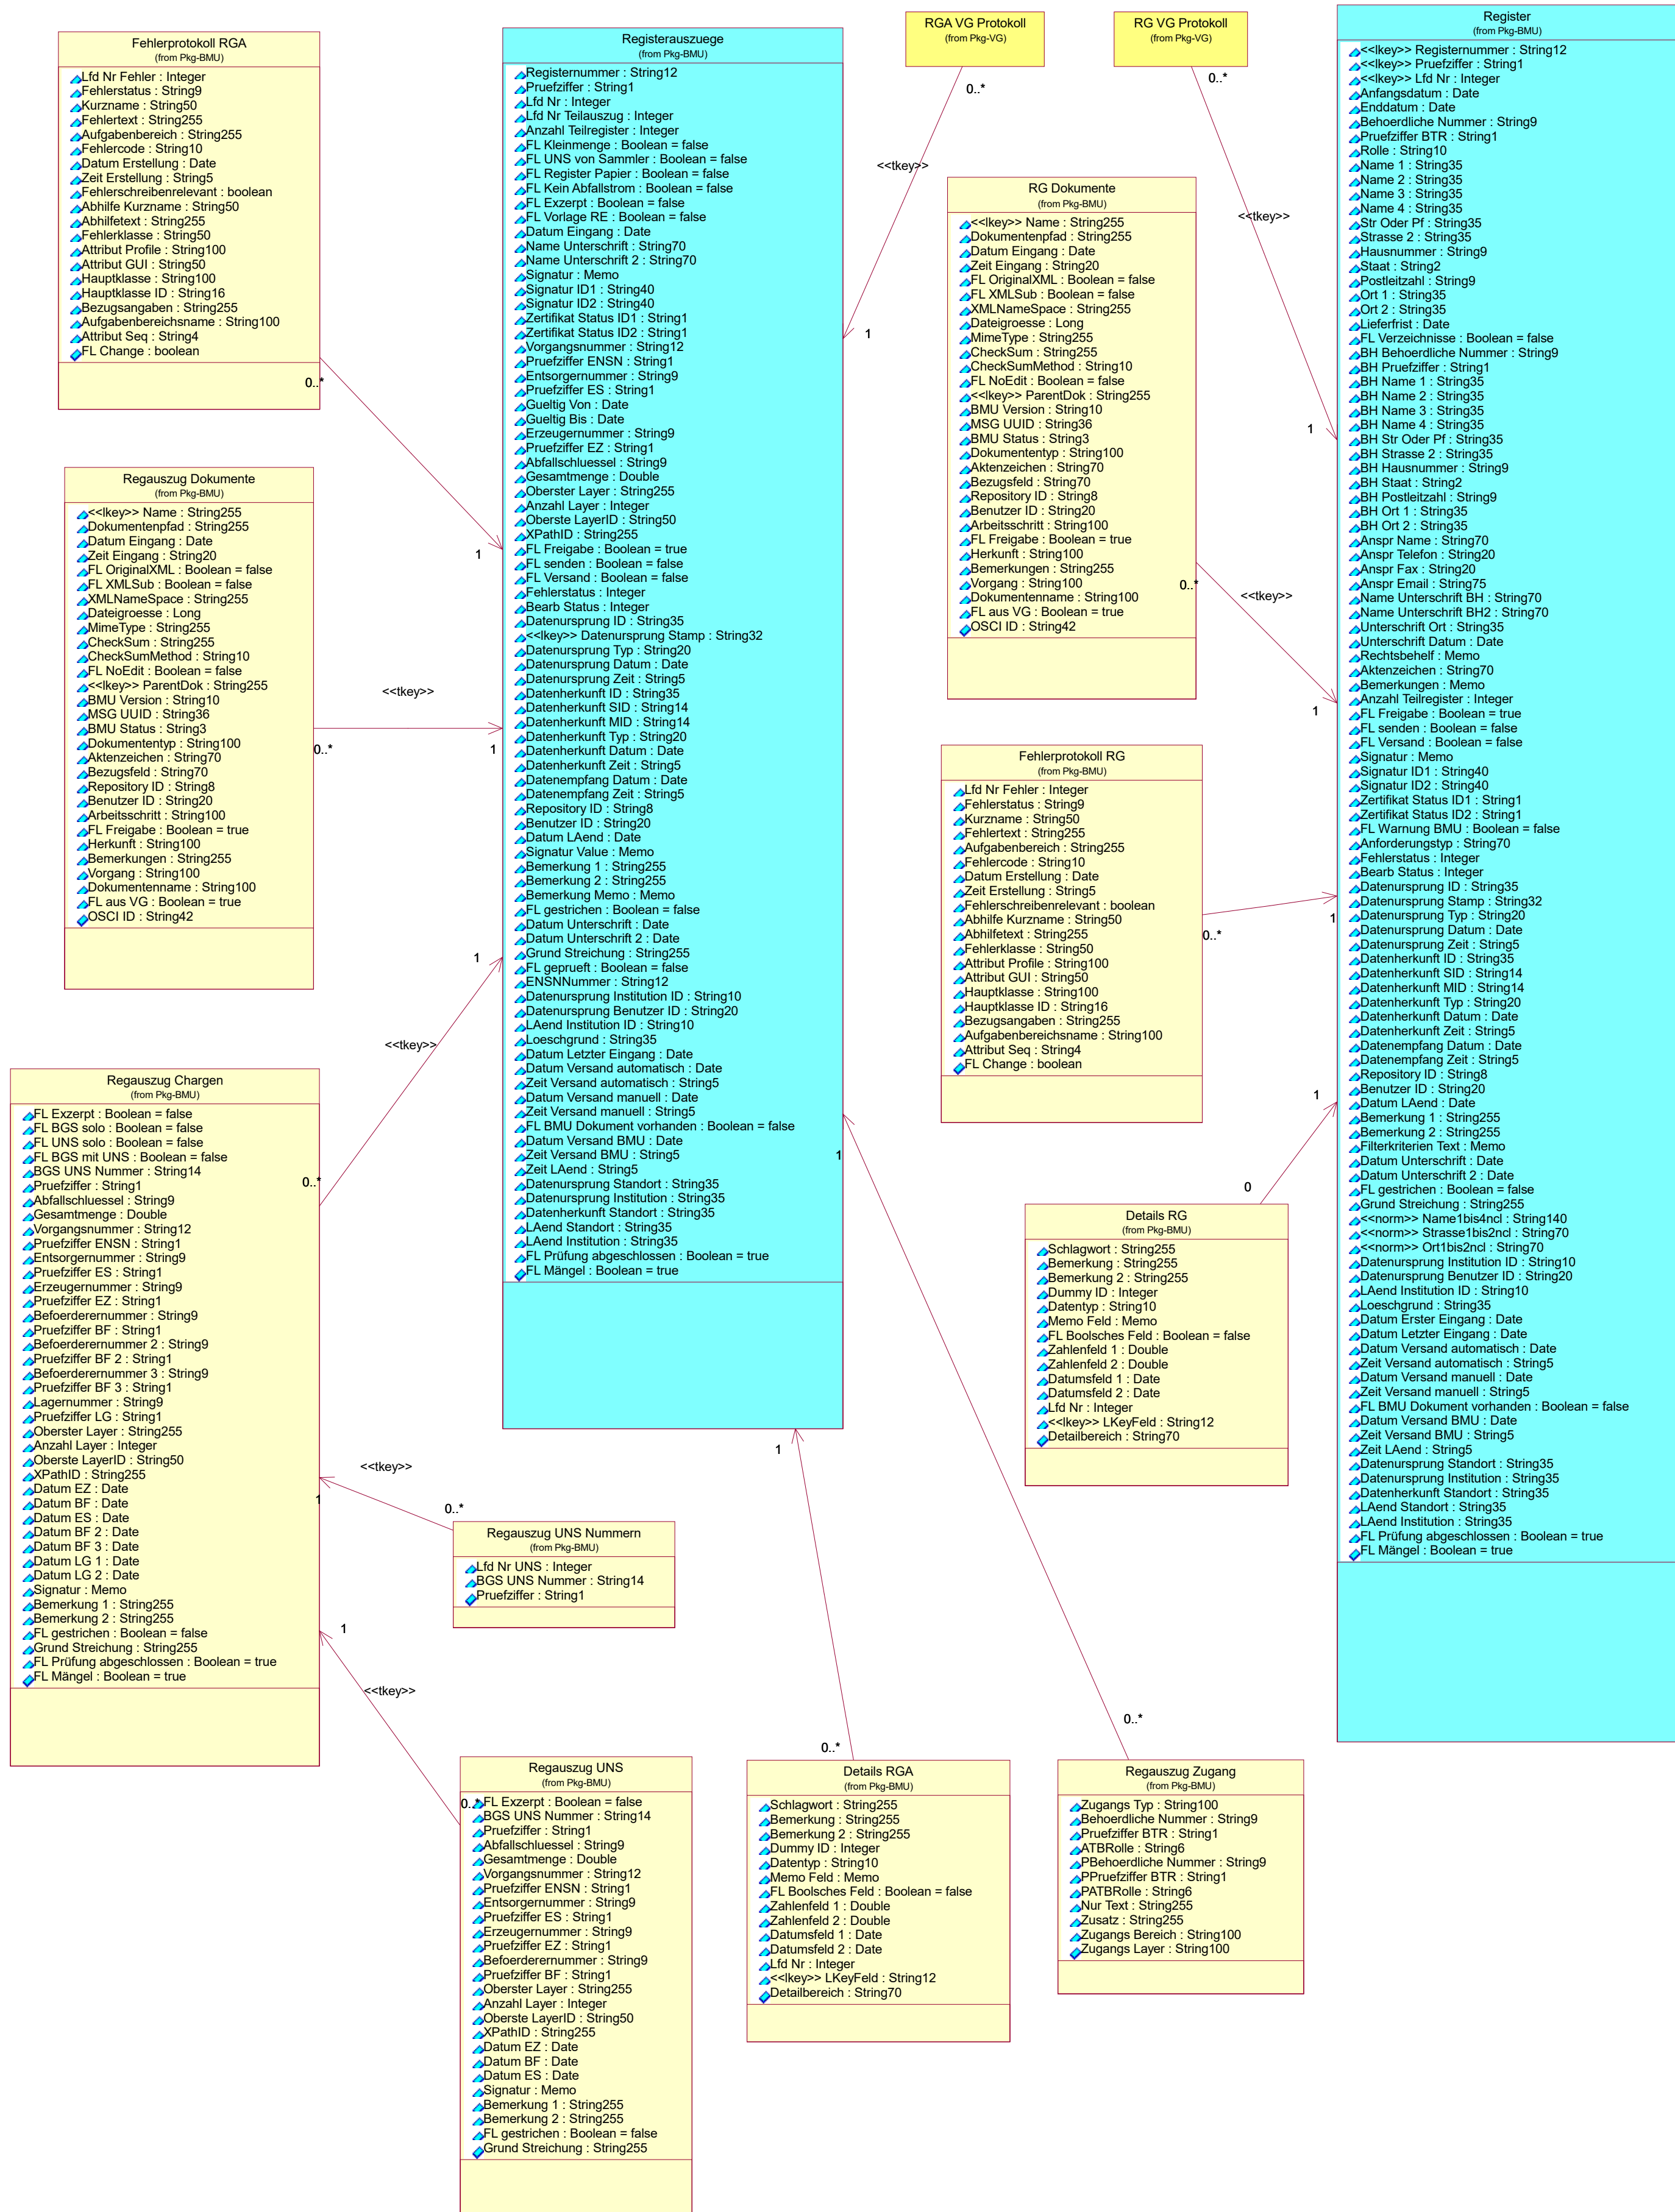 Fehlerprotokoll RGA
(from Pkg-BMU)
Lfd Nr Fehler : Integer
Fehlerstatus : String9
Kurzname : String50
Fehlertext : String255
Aufgabenbereich : String255
Fehlercode : String10
Datum Erstellung : Date
Zeit Erstellung : String5
Fehlerschreibenrelevant : boolean
Abhilfe Kurzname : String50
Abhilfetext : String255
Fehlerklasse : String50
Attribut Profile : String100
Attribut GUI : String50
Hauptklasse : String100
Hauptklasse ID : String16
Bezugsangaben : String255
Aufgabenbereichsname : String100
Attribut Seq : String4
FL Change : boolean
0..*
1
Regauszug Dokumente
(from Pkg-BMU)
<<lkey>> Name : String255
Dokumentenpfad : String255
Datum Eingang : Date
Zeit Eingang : String20
FL OriginalXML : Boolean = false
FL XMLSub : Boolean = false
XMLNameSpace : String255
Dateigroesse : Long
MimeType : String255
CheckSum : String255
CheckSumMethod : String10
FL NoEdit : Boolean = false
<<lkey>> ParentDok : String255
BMU Version : String10
MSG UUID : String36
BMU Status : String3
Dokumententyp : String100
Aktenzeichen : String70
Bezugsfeld : String70
Repository ID : String8
Benutzer ID : String20
Arbeitsschritt : String100
FL Freigabe : Boolean = true
Herkunft : String100
Bemerkungen : String255
Vorgang : String100
Dokumentenname : String100
FL aus VG : Boolean = true
OSCI ID : String42
<<tkey>>
0..*
1
Regauszug Chargen
(from Pkg-BMU)
FL Exzerpt : Boolean = false
FL BGS solo : Boolean = false
FL UNS solo : Boolean = false
FL BGS mit UNS : Boolean = false
BGS UNS Nummer : String14
Pruefziffer : String1
Abfallschluessel : String9
Gesamtmenge : Double
Vorgangsnummer : String12
Pruefziffer ENSN : String1
Entsorgernummer : String9
Pruefziffer ES : String1
Erzeugernummer : String9
Pruefziffer EZ : String1
Befoerderernummer : String9
Pruefziffer BF : String1
Befoerderernummer 2 : String9
Pruefziffer BF 2 : String1
Befoerderernummer 3 : String9
Pruefziffer BF 3 : String1
Lagernummer : String9
Pruefziffer LG : String1
Oberster Layer : String255
Anzahl Layer : Integer
Oberste LayerID : String50
XPathID : String255
Datum EZ : Date
Datum BF : Date
Datum ES : Date
Datum BF 2 : Date
Datum BF 3 : Date
Datum LG 1 : Date
Datum LG 2 : Date
Signatur : Memo
Bemerkung 1 : String255
Bemerkung 2 : String255
FL gestrichen : Boolean = false
Grund Streichung : String255
FL Prüfung abgeschlossen : Boolean = true
FL Mängel : Boolean = true
<<tkey>>
0..*
1
<<tkey>>
1
0..*
<<tkey>>
1
0..*
Regauszug UNS Nummern
(from Pkg-BMU)
Lfd Nr UNS : Integer
BGS UNS Nummer : String14
Pruefziffer : String1
Regauszug UNS
(from Pkg-BMU)
FL Exzerpt : Boolean = false
BGS UNS Nummer : String14
Pruefziffer : String1
Abfallschluessel : String9
Gesamtmenge : Double
Vorgangsnummer : String12
Pruefziffer ENSN : String1
Entsorgernummer : String9
Pruefziffer ES : String1
Erzeugernummer : String9
Pruefziffer EZ : String1
Befoerderernummer : String9
Pruefziffer BF : String1
Oberster Layer : String255
Anzahl Layer : Integer
Oberste LayerID : String50
XPathID : String255
Datum EZ : Date
Datum BF : Date
Datum ES : Date
Signatur : Memo
Bemerkung 1 : String255
Bemerkung 2 : String255
FL gestrichen : Boolean = false
Grund Streichung : String255
Registerauszuege
(from Pkg-BMU)
Registernummer : String12
Pruefziffer : String1
Lfd Nr : Integer
Lfd Nr Teilauszug : Integer
Anzahl Teilregister : Integer
FL Kleinmenge : Boolean = false
FL UNS von Sammler : Boolean = false
FL Register Papier : Boolean = false
FL Kein Abfallstrom : Boolean = false
FL Exzerpt : Boolean = false
FL Vorlage RE : Boolean = false
Datum Eingang : Date
Name Unterschrift : String70
Name Unterschrift 2 : String70
Signatur : Memo
Signatur ID1 : String40
Signatur ID2 : String40
Zertifikat Status ID1 : String1
Zertifikat Status ID2 : String1
Vorgangsnummer : String12
Pruefziffer ENSN : String1
Entsorgernummer : String9
Pruefziffer ES : String1
Gueltig Von : Date
Gueltig Bis : Date
Erzeugernummer : String9
Pruefziffer EZ : String1
Abfallschluessel : String9
Gesamtmenge : Double
Oberster Layer : String255
Anzahl Layer : Integer
Oberste LayerID : String50
XPathID : String255
FL Freigabe : Boolean = true
FL senden : Boolean = false
FL Versand : Boolean = false
Fehlerstatus : Integer
Bearb Status : Integer
Datenursprung ID : String35
<<lkey>> Datenursprung Stamp : String32
Datenursprung Typ : String20
Datenursprung Datum : Date
Datenursprung Zeit : String5
Datenherkunft ID : String35
Datenherkunft SID : String14
Datenherkunft MID : String14
Datenherkunft Typ : String20
Datenherkunft Datum : Date
Datenherkunft Zeit : String5
Datenempfang Datum : Date
Datenempfang Zeit : String5
Repository ID : String8
Benutzer ID : String20
Datum LAend : Date
Signatur Value : Memo
Bemerkung 1 : String255
Bemerkung 2 : String255
Bemerkung Memo : Memo
FL gestrichen : Boolean = false
Datum Unterschrift : Date
Datum Unterschrift 2 : Date
Grund Streichung : String255
FL geprueft : Boolean = false
ENSNNummer : String12
Datenursprung Institution ID : String10
Datenursprung Benutzer ID : String20
LAend Institution ID : String10
Loeschgrund : String35
Datum Letzter Eingang : Date
Datum Versand automatisch : Date
Zeit Versand automatisch : String5
Datum Versand manuell : Date
Zeit Versand manuell : String5
FL BMU Dokument vorhanden : Boolean = false
Datum Versand BMU : Date
Zeit Versand BMU : String5
Zeit LAend : String5
Datenursprung Standort : String35
Datenursprung Institution : String35
Datenherkunft Standort : String35
LAend Standort : String35
LAend Institution : String35
FL Prüfung abgeschlossen : Boolean = true
FL Mängel : Boolean = true
1
0..*
1
0..*
Details RGA
(from Pkg-BMU)
Schlagwort : String255
Bemerkung : String255
Bemerkung 2 : String255
Dummy ID : Integer
Datentyp : String10
Memo Feld : Memo
FL Boolsches Feld : Boolean = false
Zahlenfeld 1 : Double
Zahlenfeld 2 : Double
Datumsfeld 1 : Date
Datumsfeld 2 : Date
Lfd Nr : Integer
<<lkey>> LKeyFeld : String12
Detailbereich : String70
Regauszug Zugang
(from Pkg-BMU)
Zugangs Typ : String100
Behoerdliche Nummer : String9
Pruefziffer BTR : String1
ATBRolle : String6
PBehoerdliche Nummer : String9
PPruefziffer BTR : String1
PATBRolle : String6
Nur Text : String255
Zusatz : String255
Zugangs Bereich : String100
Zugangs Layer : String100
RGA VG Protokoll
(from Pkg-VG)
0..*
<<tkey>>
1
RG VG Protokoll
(from Pkg-VG)
0..*
<<tkey>>
1
RG Dokumente
(from Pkg-BMU)
<<lkey>> Name : String255
Dokumentenpfad : String255
Datum Eingang : Date
Zeit Eingang : String20
FL OriginalXML : Boolean = false
FL XMLSub : Boolean = false
XMLNameSpace : String255
Dateigroesse : Long
MimeType : String255
CheckSum : String255
CheckSumMethod : String10
FL NoEdit : Boolean = false
<<lkey>> ParentDok : String255
BMU Version : String10
MSG UUID : String36
BMU Status : String3
Dokumententyp : String100
Aktenzeichen : String70
Bezugsfeld : String70
Repository ID : String8
Benutzer ID : String20
Arbeitsschritt : String100
FL Freigabe : Boolean = true
Herkunft : String100
Bemerkungen : String255
Vorgang : String100
Dokumentenname : String100
FL aus VG : Boolean = true
OSCI ID : String42
0..*
<<tkey>>
1
Fehlerprotokoll RG
(from Pkg-BMU)
Lfd Nr Fehler : Integer
Fehlerstatus : String9
Kurzname : String50
Fehlertext : String255
Aufgabenbereich : String255
Fehlercode : String10
Datum Erstellung : Date
Zeit Erstellung : String5
Fehlerschreibenrelevant : boolean
Abhilfe Kurzname : String50
Abhilfetext : String255
Fehlerklasse : String50
Attribut Profile : String100
Attribut GUI : String50
Hauptklasse : String100
Hauptklasse ID : String16
Bezugsangaben : String255
Aufgabenbereichsname : String100
Attribut Seq : String4
FL Change : boolean
0..*
1
Details RG
(from Pkg-BMU)
Schlagwort : String255
Bemerkung : String255
Bemerkung 2 : String255
Dummy ID : Integer
Datentyp : String10
Memo Feld : Memo
FL Boolsches Feld : Boolean = false
Zahlenfeld 1 : Double
Zahlenfeld 2 : Double
Datumsfeld 1 : Date
Datumsfeld 2 : Date
Lfd Nr : Integer
<<lkey>> LKeyFeld : String12
Detailbereich : String70
0
1
Register
(from Pkg-BMU)
<<lkey>> Registernummer : String12
<<lkey>> Pruefziffer : String1
<<lkey>> Lfd Nr : Integer
Anfangsdatum : Date
Enddatum : Date
Behoerdliche Nummer : String9
Pruefziffer BTR : String1
Rolle : String10
Name 1 : String35
Name 2 : String35
Name 3 : String35
Name 4 : String35
Str Oder Pf : String35
Strasse 2 : String35
Hausnummer : String9
Staat : String2
Postleitzahl : String9
Ort 1 : String35
Ort 2 : String35
Lieferfrist : Date
FL Verzeichnisse : Boolean = false
BH Behoerdliche Nummer : String9
BH Pruefziffer : String1
BH Name 1 : String35
BH Name 2 : String35
BH Name 3 : String35
BH Name 4 : String35
BH Str Oder Pf : String35
BH Strasse 2 : String35
BH Hausnummer : String9
BH Staat : String2
BH Postleitzahl : String9
BH Ort 1 : String35
BH Ort 2 : String35
Anspr Name : String70
Anspr Telefon : String20
Anspr Fax : String20
Anspr Email : String75
Name Unterschrift BH : String70
Name Unterschrift BH2 : String70
Unterschrift Ort : String35
Unterschrift Datum : Date
Rechtsbehelf : Memo
Aktenzeichen : String70
Bemerkungen : Memo
Anzahl Teilregister : Integer
FL Freigabe : Boolean = true
FL senden : Boolean = false
FL Versand : Boolean = false
Signatur : Memo
Signatur ID1 : String40
Signatur ID2 : String40
Zertifikat Status ID1 : String1
Zertifikat Status ID2 : String1
FL Warnung BMU : Boolean = false
Anforderungstyp : String70
Fehlerstatus : Integer
Bearb Status : Integer
Datenursprung ID : String35
Datenursprung Stamp : String32
Datenursprung Typ : String20
Datenursprung Datum : Date
Datenursprung Zeit : String5
Datenherkunft ID : String35
Datenherkunft SID : String14
Datenherkunft MID : String14
Datenherkunft Typ : String20
Datenherkunft Datum : Date
Datenherkunft Zeit : String5
Datenempfang Datum : Date
Datenempfang Zeit : String5
Repository ID : String8
Benutzer ID : String20
Datum LAend : Date
Bemerkung 1 : String255
Bemerkung 2 : String255
Filterkriterien Text : Memo
Datum Unterschrift : Date
Datum Unterschrift 2 : Date
FL gestrichen : Boolean = false
Grund Streichung : String255
<<norm>> Name1bis4ncl : String140
<<norm>> Strasse1bis2ncl : String70
<<norm>> Ort1bis2ncl : String70
Datenursprung Institution ID : String10
Datenursprung Benutzer ID : String20
LAend Institution ID : String10
Loeschgrund : String35
Datum Erster Eingang : Date
Datum Letzter Eingang : Date
Datum Versand automatisch : Date
Zeit Versand automatisch : String5
Datum Versand manuell : Date
Zeit Versand manuell : String5
FL BMU Dokument vorhanden : Boolean = false
Datum Versand BMU : Date
Zeit Versand BMU : String5
Zeit LAend : String5
Datenursprung Standort : String35
Datenursprung Institution : String35
Datenherkunft Standort : String35
LAend Standort : String35
LAend Institution : String35
FL Prüfung abgeschlossen : Boolean = true
FL Mängel : Boolean = true